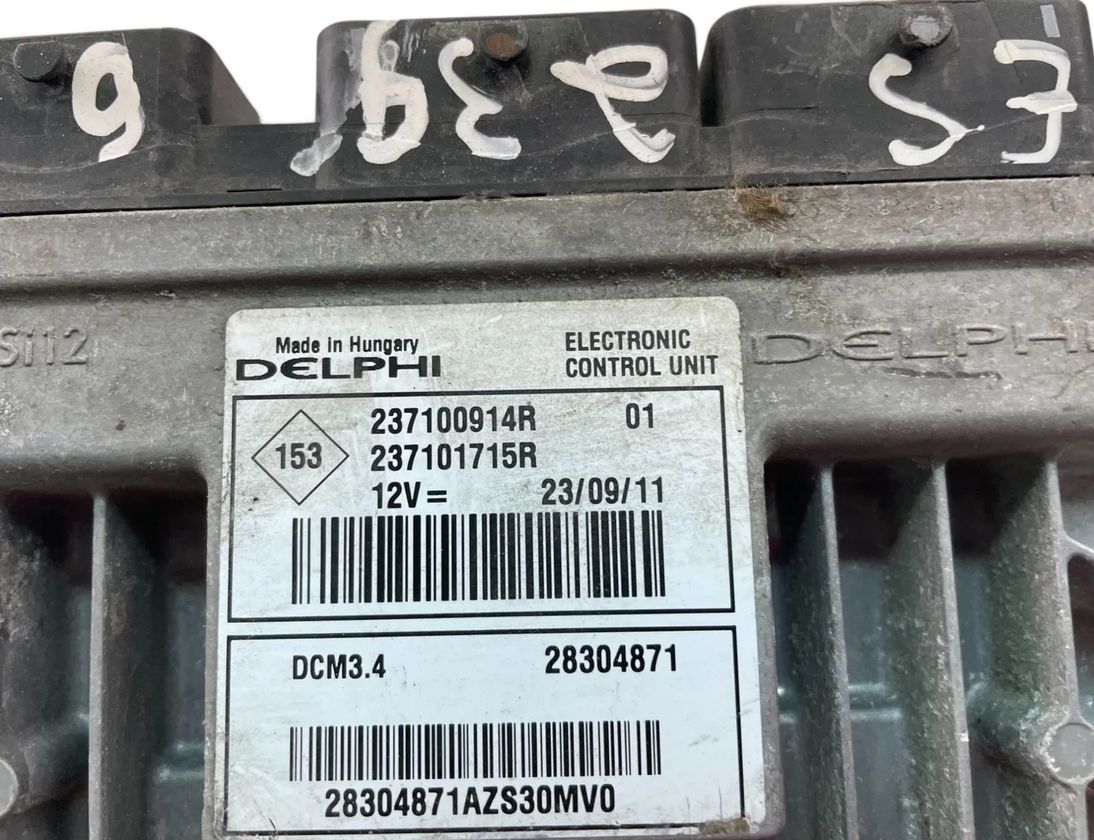 Si12
DELPHI
Made in Hungary
DELPHI
ELECTRONIC
CONTROL UNIT
153
237100914R 01
237101715R
12V= 23/09/11
DCM3.4 28304871
28304871AZS30MV0